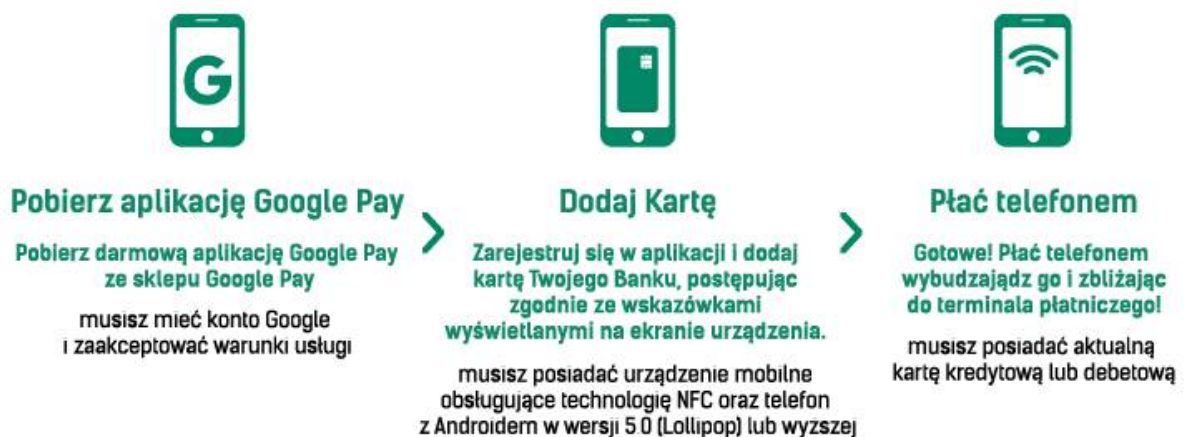 G
Pobierz aplikację Google Pay
Pobierz darmową aplikację Google Pay
ze sklepu Google Pay
musisz mieć konto Google
i zaakceptować warunki usługi
Dodaj Kartę
Zarejestruj się w aplikacji i dodaj
kartę Twojego Banku, postępując
zgodnie ze wskazówkami
wyświetlanymi na ekranie urządzenia.
musisz posiadać urządzenie mobilne
obsługujące technologię NFC oraz telefon
z Androidem w wersji 5.0 (Lollipop) lub wyższej
Płać telefonem
Gotowe! Płać telefonem
wybudzajądz go i zbliżając
do terminala płatniczego!
musisz posiadać aktualną
kartę kredytową lub debetową